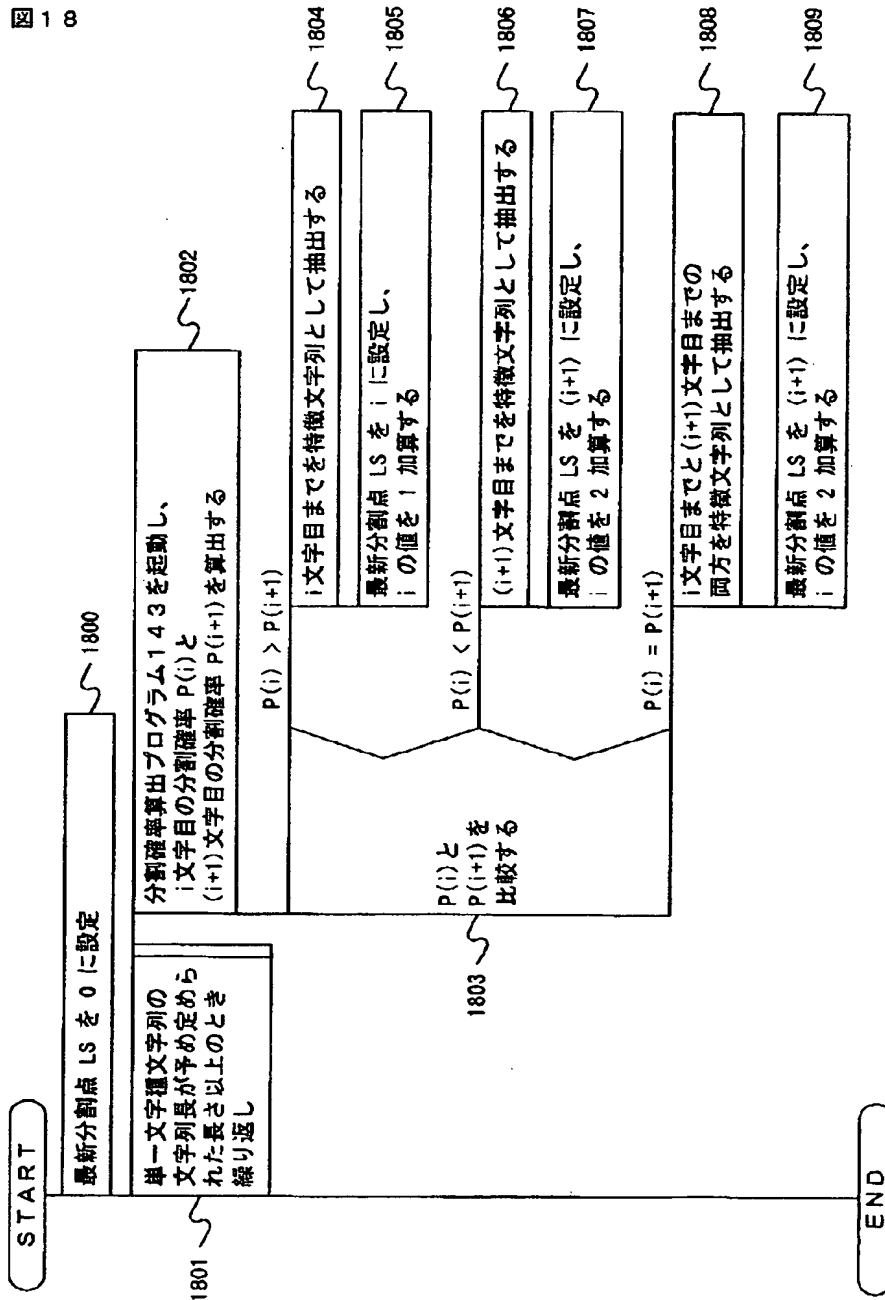 図18
START
最新分割点 LS を 0 に設定
1800
単一文字種文字列の
文字列長が予め定めら
れた長さ以上のとき
繰り返し
1801
分割確率算出プログラム143を起動し、
i文字目の分割確率 P(i)と
(i+1)文字目の分割確率 P(i+1)を算出する
1802
P(i)と
P(i+1)を
比較する
1803
P(i) > P(i+1)
i文字目までを特徴文字列として抽出する
1804
最新分割点 LS を i に設定し、
i の値を 1 加算する
1805
P(i) < P(i+1)
(i+1)文字目までを特徴文字列として抽出する
1806
最新分割点 LS を (i+1) に設定し、
i の値を 2 加算する
1807
P(i) = P(i+1)
i文字目までと(i+1)文字目までの
両方を特徴文字列として抽出する
1808
最新分割点 LS を (i+1) に設定し、
i の値を 2 加算する
1809
END